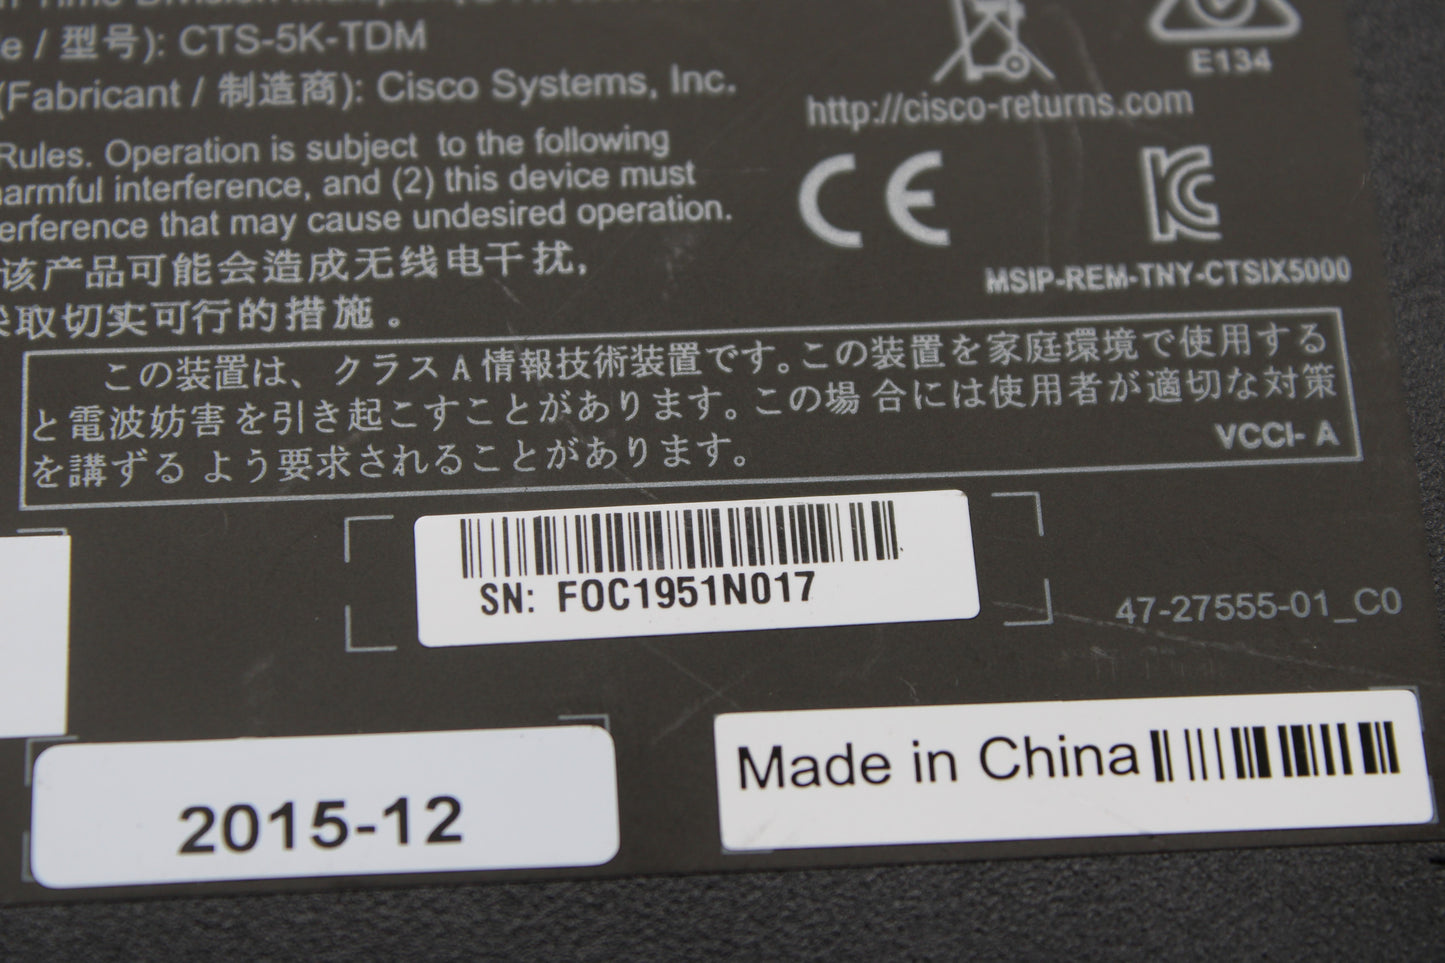 Time Division
e / 型号): CTS-5K-TDM
(Fabricant / 制造商): Cisco Systems, Inc.
Rules. Operation is subject to the following
armful interference, and (2) this device must
erference that may cause undesired operation.
该产品可能会造成无线电干扰,
采取切实可行的措施。
E134
http://cisco-returns.com
CE
MSIP-REM-TNY-CTSIX5000
この装置は、クラス A 情報技術装置です。この装置を家庭環境で使用する
と電波妨害を引き起こすことがあります。この場 合には使用者が適切な対策
を講ずる よう要求されることがあります。
VCCI- A
SN: FOC1951N017
47-27555-01_C0
2015-12
Made in China